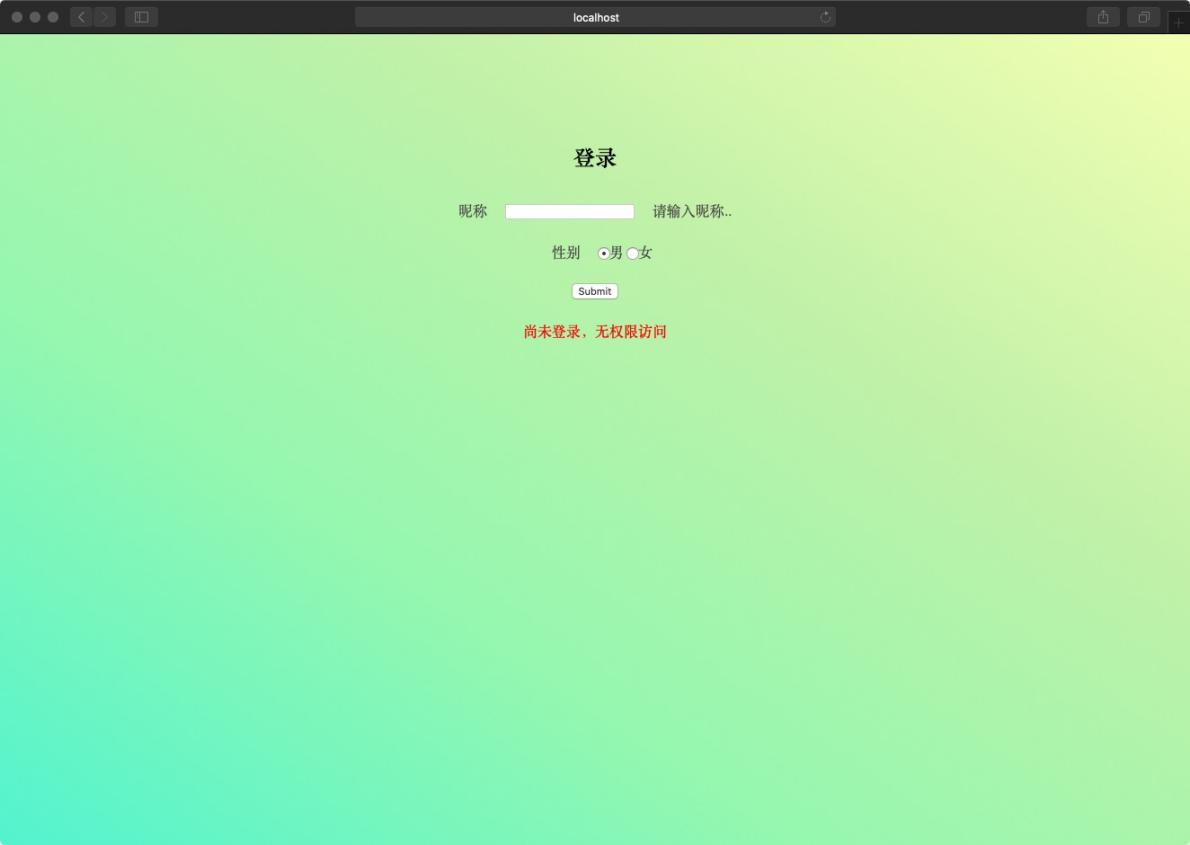 localhost
登录
昵称 请输入昵称..
性别 男 女
Submit
尚未登录，无权限访问